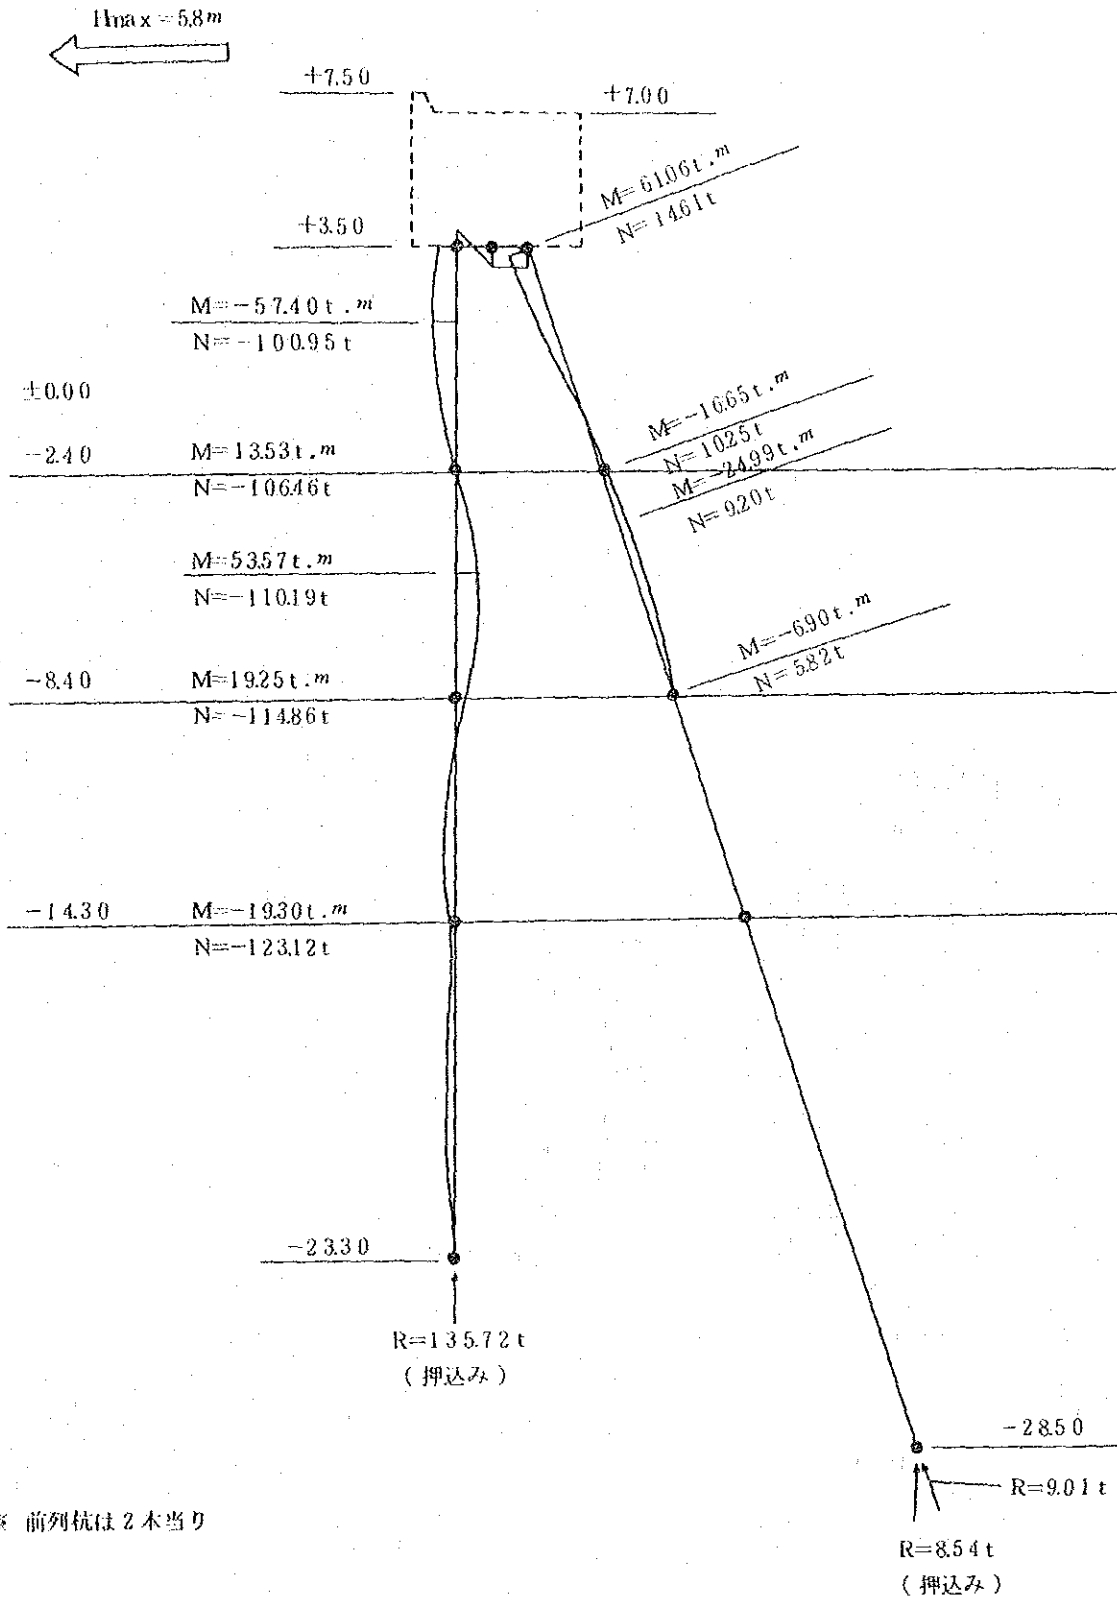 Hmax=5.8m
+7.50
+7.00
M=61.06t.m
N=14.61t
+3.50
M=-57.40t.m
N=-100.95t
±0.00
M=-16.65t.m
N=10.25t
-2.40
M=13.53t.m
N=-106.46t
M=-24.99t.m
N=9.20t
M=53.57t.m
N=-110.19t
M=-6.90t.m
N=5.82t
-8.40
M=19.25t.m
N=-114.86t
-14.30
M=-19.30t.m
N=-123.12t
-23.30
R=135.72t
(押込み)
-28.50
R=9.01t
※ 前列杭は2本当り
R=8.54t
(押込み)